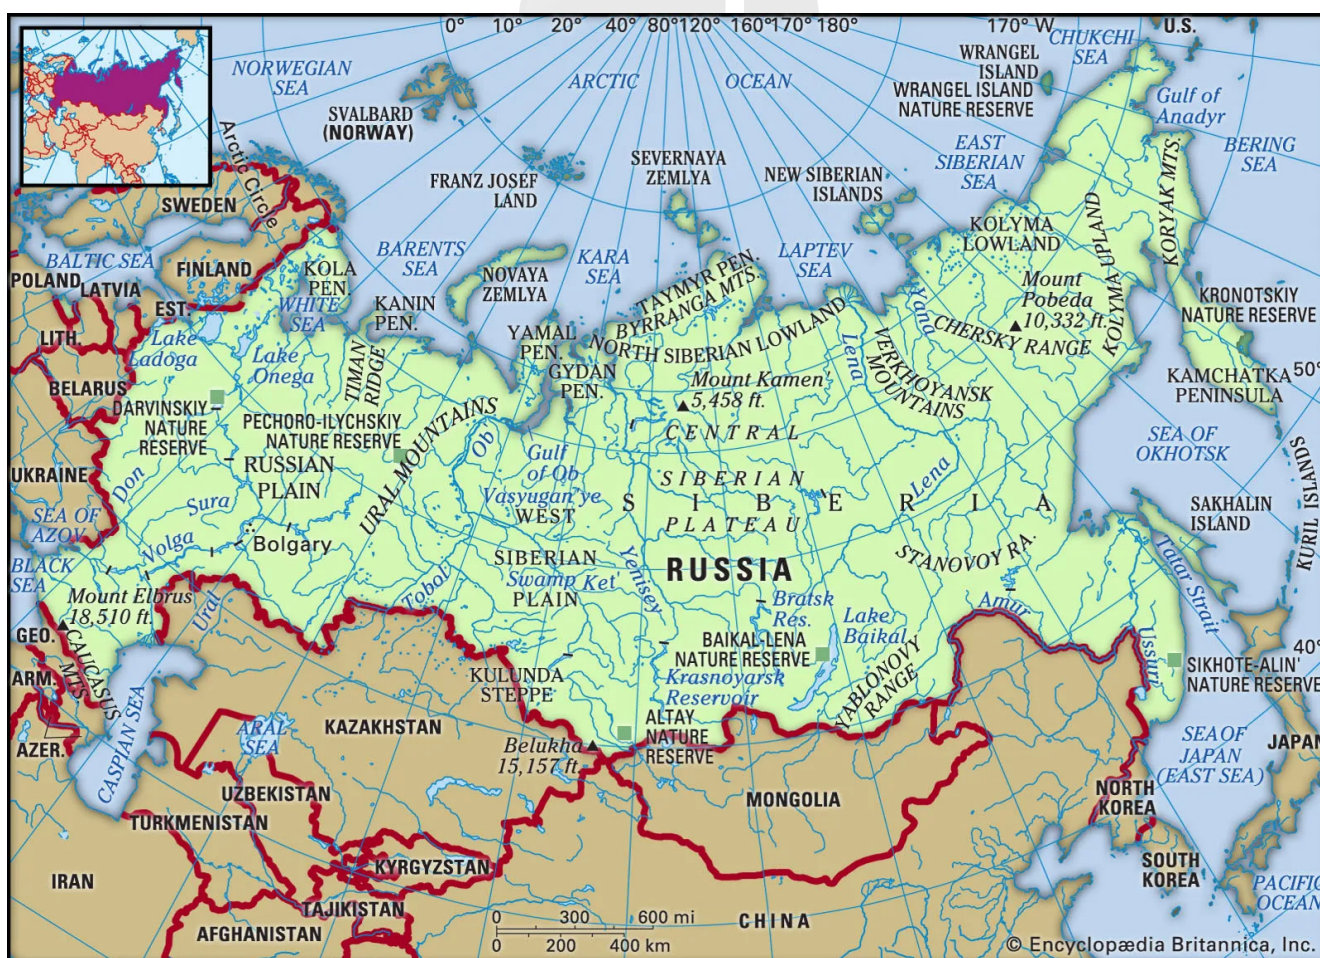 0°
10°
20°
40°
80°
120°
160°
170°
180°
170° W
CHUKCHI
SEA
U.S.
NORWEGIAN
SEA
ARCTIC
OCEAN
WRANGEL
ISLAND
WRANGEL ISLAND
NATURE RESERVE
Gulf of
Anadyr
SVALBARD
(NORWAY)
BERING
SEA
Arctic Circle
EAST
SIBERIAN
SEA
SEVERNAYA
ZEMLYA
NEW SIBERIAN
ISLANDS
FRANZ JOSEF
LAND
SWEDEN
KORYAK MTS.
KOLYMA
LOWLAND
KOLYMA UPLAND
BALTIC SEA
FINLAND
KOLA
PEN.
BARENTS
SEA
KARA
SEA
LAPTEV
SEA
NOVAYA
ZEMLYA
TAYMYR PEN.
BYRRANGA MTS.
Mount
Pobeda
10,332 ft.
POLAND
LATVIA
EST.
WHITE
SEA
KANIN
PEN.
Yana
KRONOTSKIY
NATURE RESERVE
LITH.
Lake
Ladoga
Lake
Onega
TIMAN
RIDGE
YAMAL
PEN.
GYDAN
PEN.
NORTH SIBERIAN LOWLAND
Lena
VERKHOYANSK
MOUNTAINS
CHERSKY RANGE
BELARUS
Mount Kamen'
5,458 ft.
KAMCHATKA
PENINSULA
50°
DARVINSKIY
NATURE
RESERVE
PECHORO-ILYCHSKIY
NATURE RESERVE
URAL MOUNTAINS
Ob
CENTRAL
SIBERIAN
PLATEAU
SEA OF
OKHOTSK
UKRAINE
Don
RUSSIAN
PLAIN
Gulf
of Ob
Vasyugan'ye
WEST
SIBERIAN
Swamp Ket'
PLAIN
SIBERIA
Lena
KURIL ISLANDS
SAKHALIN
ISLAND
SEA OF
AZOV
Sura
Volga
Bolgary
Yenisey
STANOVOY RA.
Tatar Strait
BLACK
SEA
RUSSIA
Mount Elbrus
18,510 ft.
Ural
Tobol
Bratsk
Res.
Lake
Baikal
Amur
Ussuri
GEO.
CAUCASUS
MTS.
BAIKAL-LENA
NATURE RESERVE
40°
SIKHOTE-ALIN'
NATURE RESERVE
ARM.
KULUNDA
STEPPE
Krasnoyarsk
Reservoir
YABLONOVY
RANGE
AZER.
CASPIAN SEA
ARAL
SEA
KAZAKHSTAN
Belukha
15,157 ft.
ALTAY
NATURE
RESERVE
SEA OF
JAPAN
(EAST SEA)
JAPAN
UZBEKISTAN
MONGOLIA
NORTH
KOREA
TURKMENISTAN
KYRGYZSTAN
SOUTH
KOREA
IRAN
TAJIKISTAN
PACIFIC
OCEAN
AFGHANISTAN
0 300 600 mi
0 200 400 km
CHINA
© Encyclopædia Britannica, Inc.